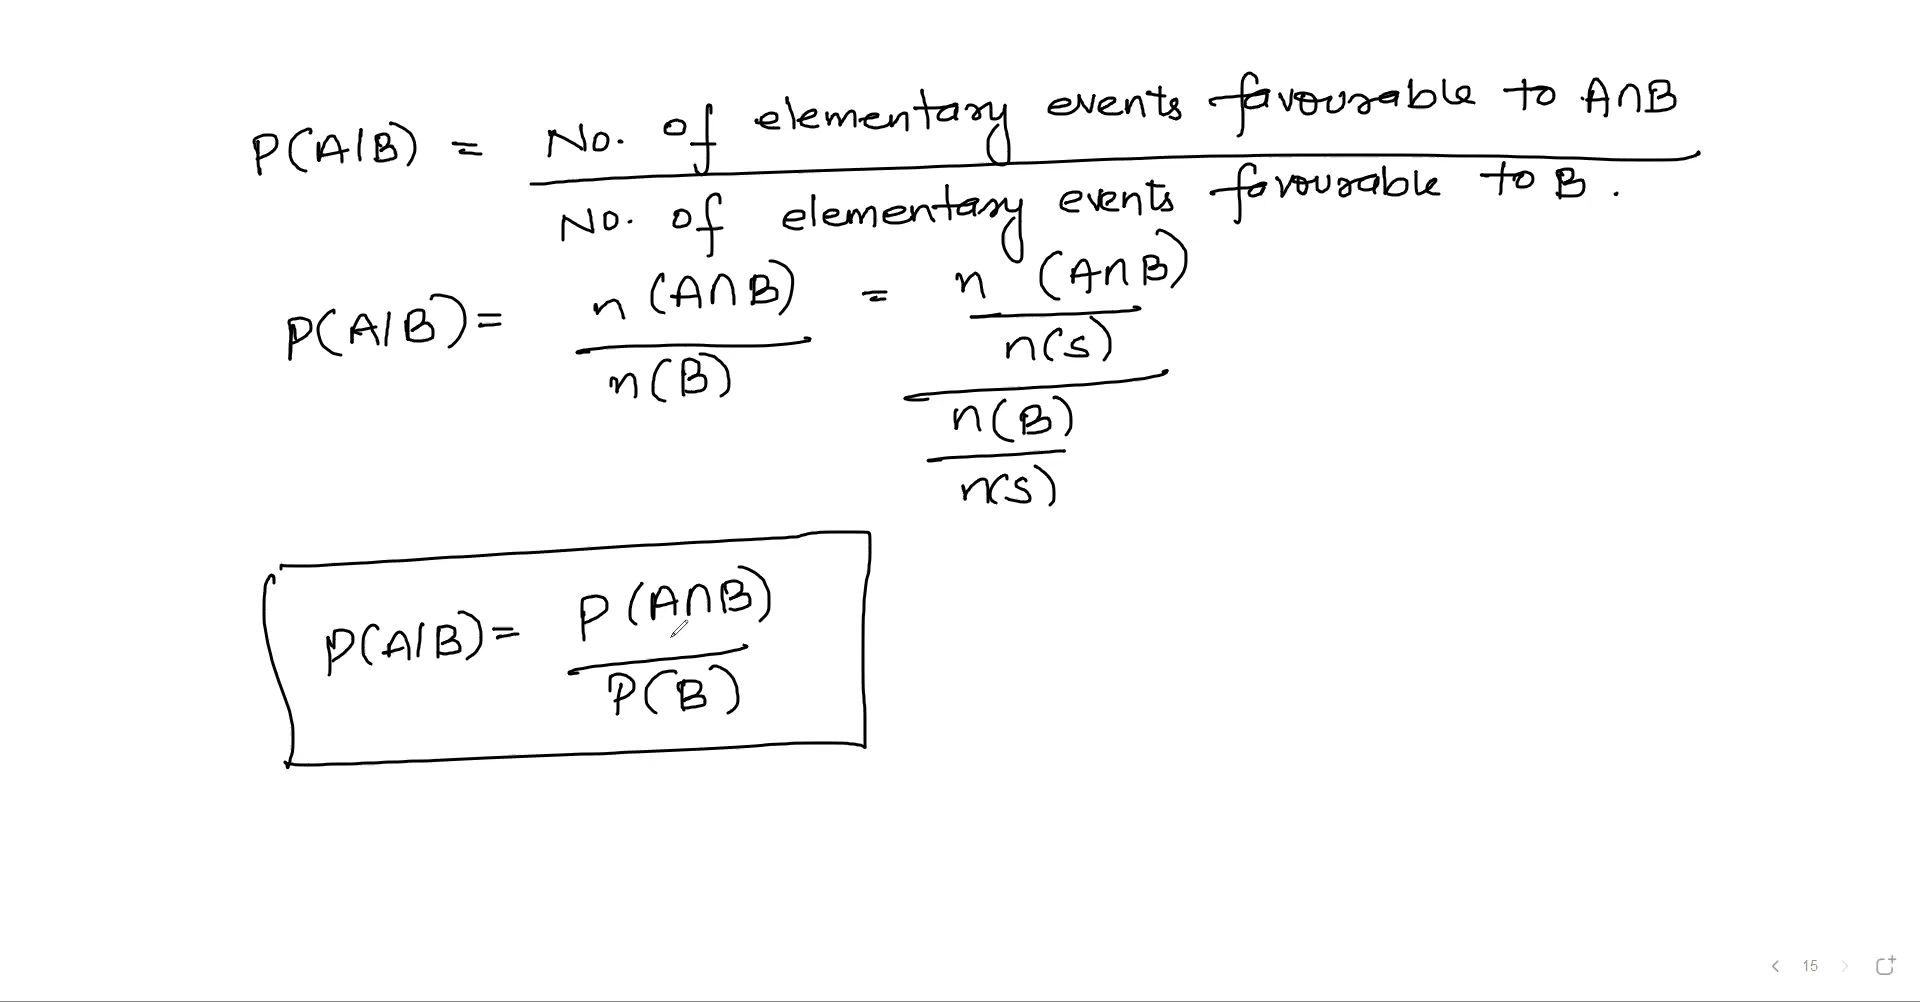 P(A|B) = No. of elementary events favourable to A∩B
No. of elementary events favourable to B.
P(A|B) = n(A∩B) = n(A∩B)
n(B) n(S)
n(B)
n(S)
P(A|B) = P(A∩B)
P(B)
15